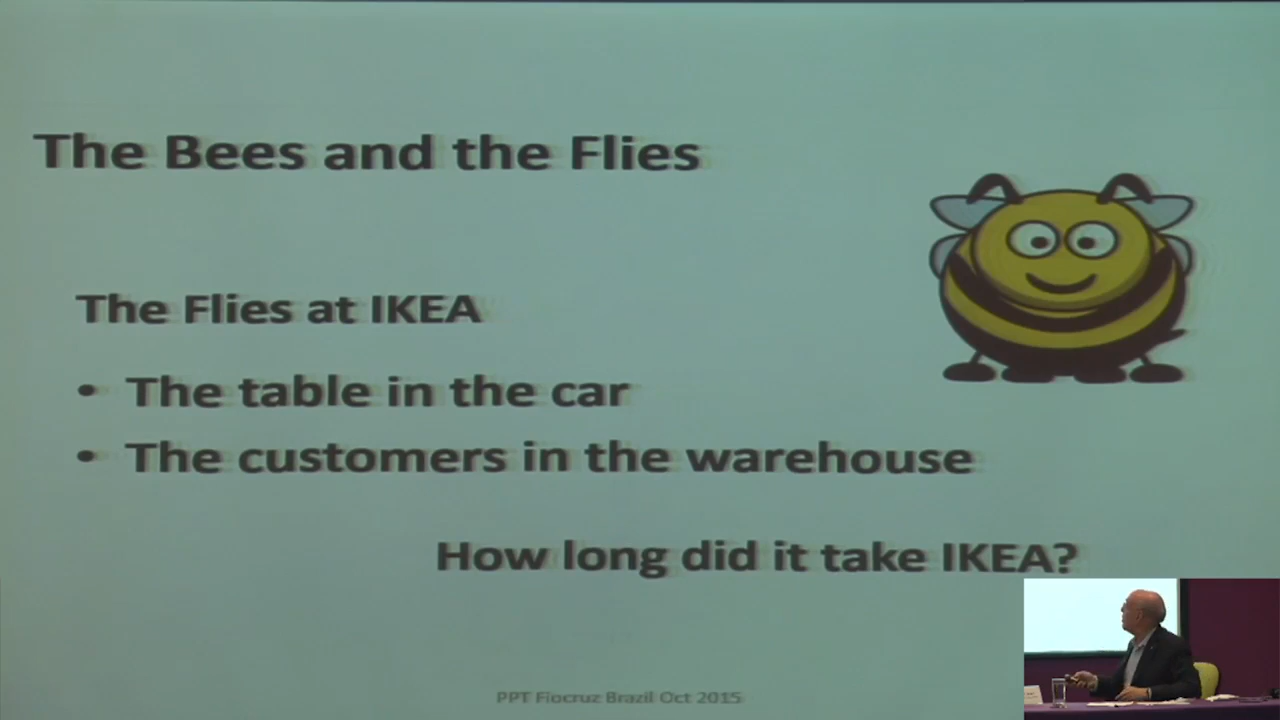 The Bees and the Flies
The Flies at IKEA
• The table in the car
• The customers in the warehouse
How long did it take IKEA?
PPT Fiocruz Brazil Oct 2015